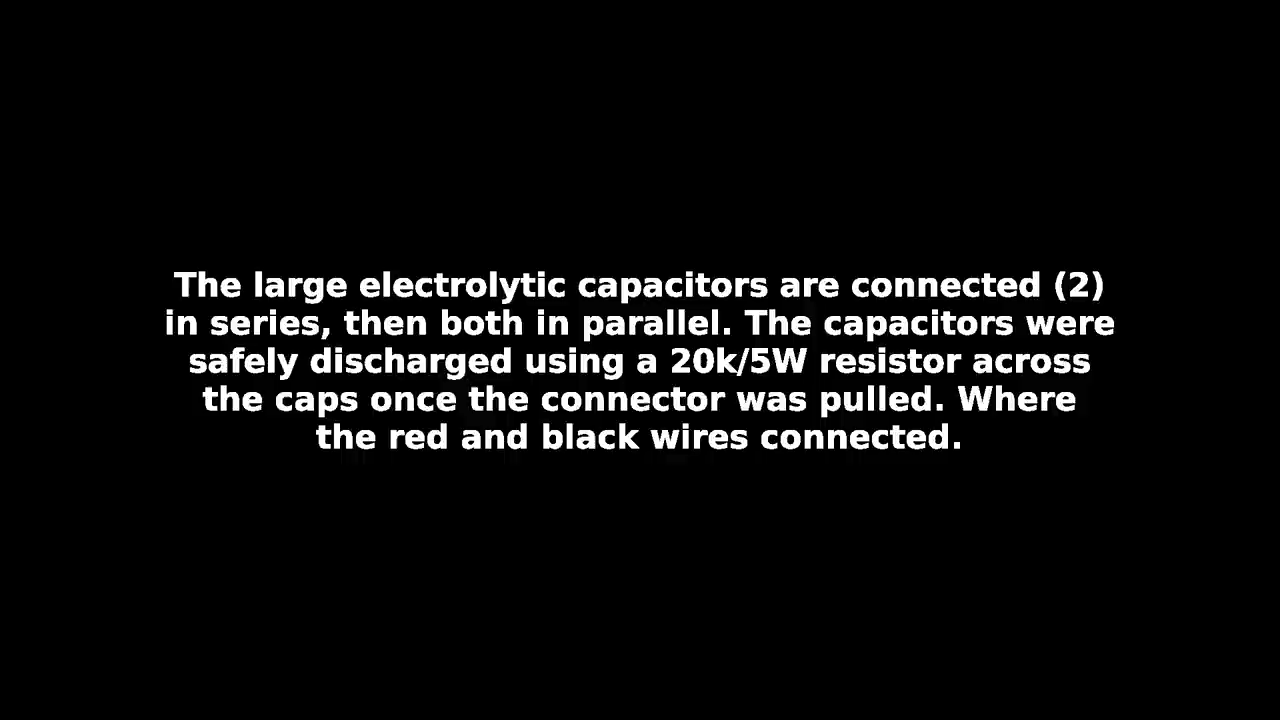 The large electrolytic capacitors are connected (2)
in series, then both in parallel. The capacitors were
safely discharged using a 20k/5W resistor across
the caps once the connector was pulled. Where
the red and black wires connected.